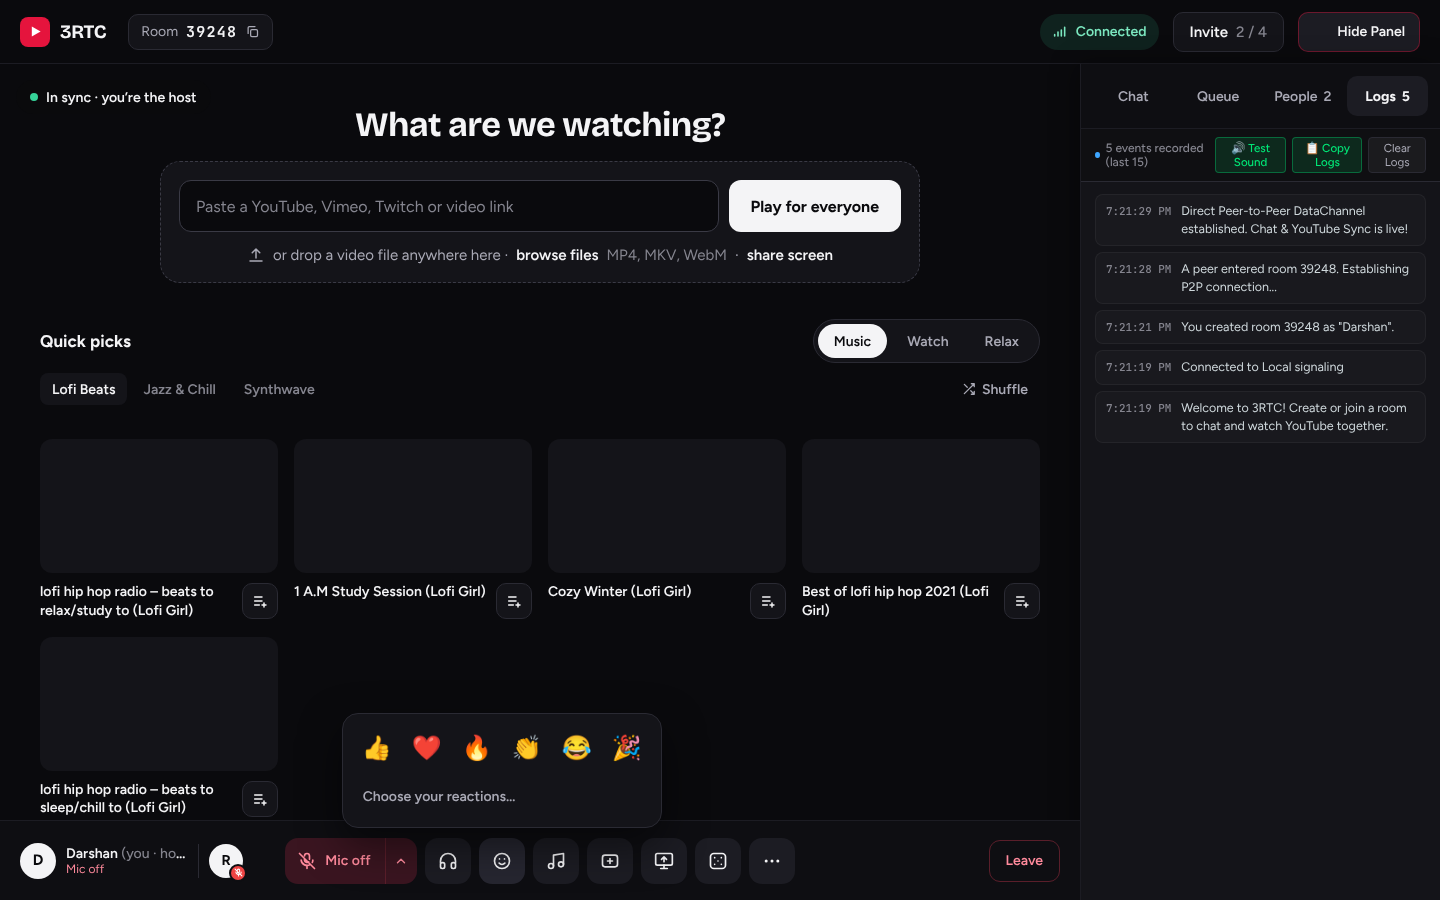 3RTC
Room 39248
Connected
Invite 2 / 4
Hide Panel
In sync · you’re the host
What are we watching?
Paste a YouTube, Vimeo, Twitch or video link
Play for everyone
or drop a video file anywhere here · browse files MP4, MKV, WebM · share screen
Quick picks
Music
Watch
Relax
Lofi Beats
Jazz & Chill
Synthwave
Shuffle
lofi hip hop radio – beats to
relax/study to (Lofi Girl)
1 A.M Study Session (Lofi Girl)
Cozy Winter (Lofi Girl)
Best of lofi hip hop 2021 (Lofi
Girl)
lofi hip hop radio – beats to
sleep/chill to (Lofi Girl)
Choose your reactions...
D
Darshan (you · ho...
Mic off
R
Mic off
Leave
Chat
Queue
People 2
Logs 5
5 events recorded
(last 15)
Test
Sound
Copy
Logs
Clear
Logs
7:21:29 PM Direct Peer-to-Peer DataChannel
established. Chat & YouTube Sync is live!
7:21:28 PM A peer entered room 39248. Establishing
P2P connection...
7:21:21 PM You created room 39248 as "Darshan".
7:21:19 PM Connected to Local signaling
7:21:19 PM Welcome to 3RTC! Create or join a room
to chat and watch YouTube together.